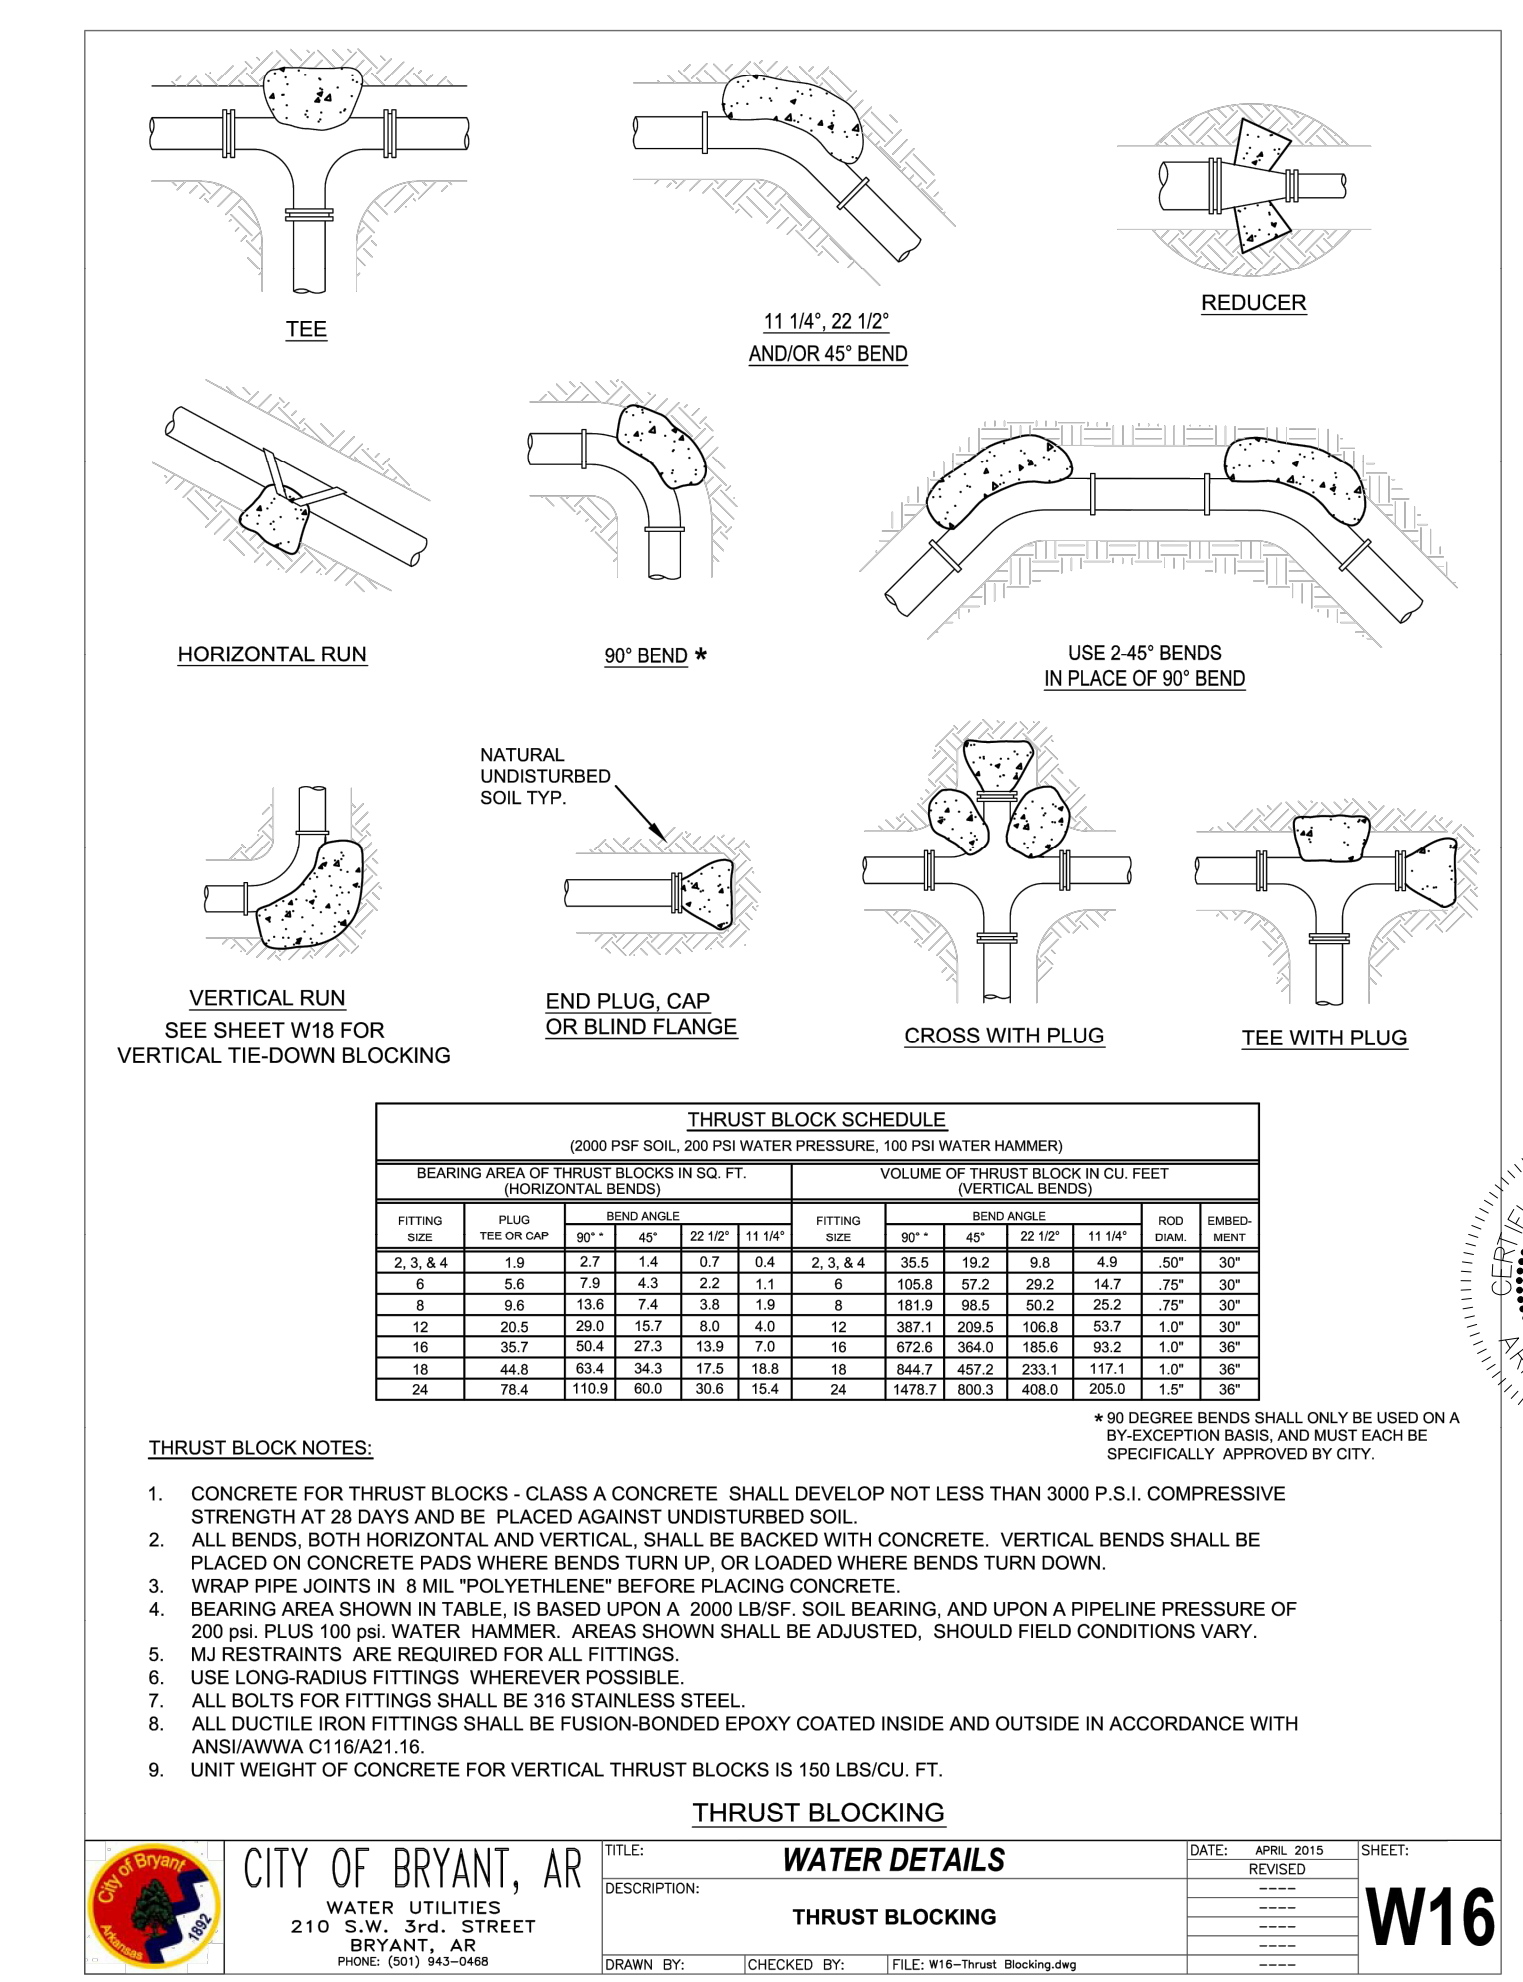 TEE
11 1/4°, 22 1/2°
AND/OR 45° BEND
REDUCER
HORIZONTAL RUN
90° BEND *
USE 2-45° BENDS
IN PLACE OF 90° BEND
NATURAL
UNDISTURBED
SOIL TYP.
VERTICAL RUN
SEE SHEET W18 FOR
VERTICAL TIE-DOWN BLOCKING
END PLUG, CAP
OR BLIND FLANGE
CROSS WITH PLUG
TEE WITH PLUG
THRUST BLOCK SCHEDULE
(2000 PSF SOIL, 200 PSI WATER PRESSURE, 100 PSI WATER HAMMER)
BEARING AREA OF THRUST BLOCKS IN SQ. FT. VOLUME OF THRUST BLOCK IN CU. FEET
(HORIZONTAL BENDS) (VERTICAL BENDS)
FITTING PLUG BEND ANGLE FITTING BEND ANGLE ROD EMBED-
SIZE TEE OR CAP 90° * 45° 22 1/2° 11 1/4° SIZE 90° * 45° 22 1/2° 11 1/4° DIAM. MENT
2, 3, & 4 1.9 2.7 1.4 0.7 0.4 2, 3, & 4 35.5 19.2 9.8 4.9 .50" 30"
6 5.6 7.9 4.3 2.2 1.1 6 105.8 57.2 29.2 14.7 .75" 30"
8 9.6 13.6 7.4 3.8 1.9 8 181.9 98.5 50.2 25.2 .75" 30"
12 20.5 29.0 15.7 8.0 4.0 12 387.1 209.5 106.8 53.7 1.0" 30"
16 35.7 50.4 27.3 13.9 7.0 16 672.6 364.0 185.6 93.2 1.0" 36"
18 44.8 63.4 34.3 17.5 18.8 18 844.7 457.2 233.1 117.1 1.0" 36"
24 78.4 110.9 60.0 30.6 15.4 24 1478.7 800.3 408.0 205.0 1.5" 36"
* 90 DEGREE BENDS SHALL ONLY BE USED ON A
BY-EXCEPTION BASIS, AND MUST EACH BE
SPECIFICALLY APPROVED BY CITY.
THRUST BLOCK NOTES:
1. CONCRETE FOR THRUST BLOCKS - CLASS A CONCRETE SHALL DEVELOP NOT LESS THAN 3000 P.S.I. COMPRESSIVE
STRENGTH AT 28 DAYS AND BE PLACED AGAINST UNDISTURBED SOIL.
2. ALL BENDS, BOTH HORIZONTAL AND VERTICAL, SHALL BE BACKED WITH CONCRETE. VERTICAL BENDS SHALL BE
PLACED ON CONCRETE PADS WHERE BENDS TURN UP, OR LOADED WHERE BENDS TURN DOWN.
3. WRAP PIPE JOINTS IN 8 MIL "POLYETHLENE" BEFORE PLACING CONCRETE.
4. BEARING AREA SHOWN IN TABLE, IS BASED UPON A 2000 LB/SF. SOIL BEARING, AND UPON A PIPELINE PRESSURE OF
200 psi. PLUS 100 psi. WATER HAMMER. AREAS SHOWN SHALL BE ADJUSTED, SHOULD FIELD CONDITIONS VARY.
5. MJ RESTRAINTS ARE REQUIRED FOR ALL FITTINGS.
6. USE LONG-RADIUS FITTINGS WHEREVER POSSIBLE.
7. ALL BOLTS FOR FITTINGS SHALL BE 316 STAINLESS STEEL.
8. ALL DUCTILE IRON FITTINGS SHALL BE FUSION-BONDED EPOXY COATED INSIDE AND OUTSIDE IN ACCORDANCE WITH
ANSI/AWWA C116/A21.16.
9. UNIT WEIGHT OF CONCRETE FOR VERTICAL THRUST BLOCKS IS 150 LBS/CU. FT.
THRUST BLOCKING
City of Bryant
Arkansas
1892
CITY OF BRYANT, AR
WATER UTILITIES
210 S.W. 3rd. STREET
BRYANT, AR
PHONE: (501) 943-0468
TITLE:
WATER DETAILS
DESCRIPTION:
THRUST BLOCKING
DRAWN BY: CHECKED BY: FILE: W16-Thrust Blocking.dwg
DATE: APRIL 2015
REVISED
----
----
----
----
----
SHEET:
W16